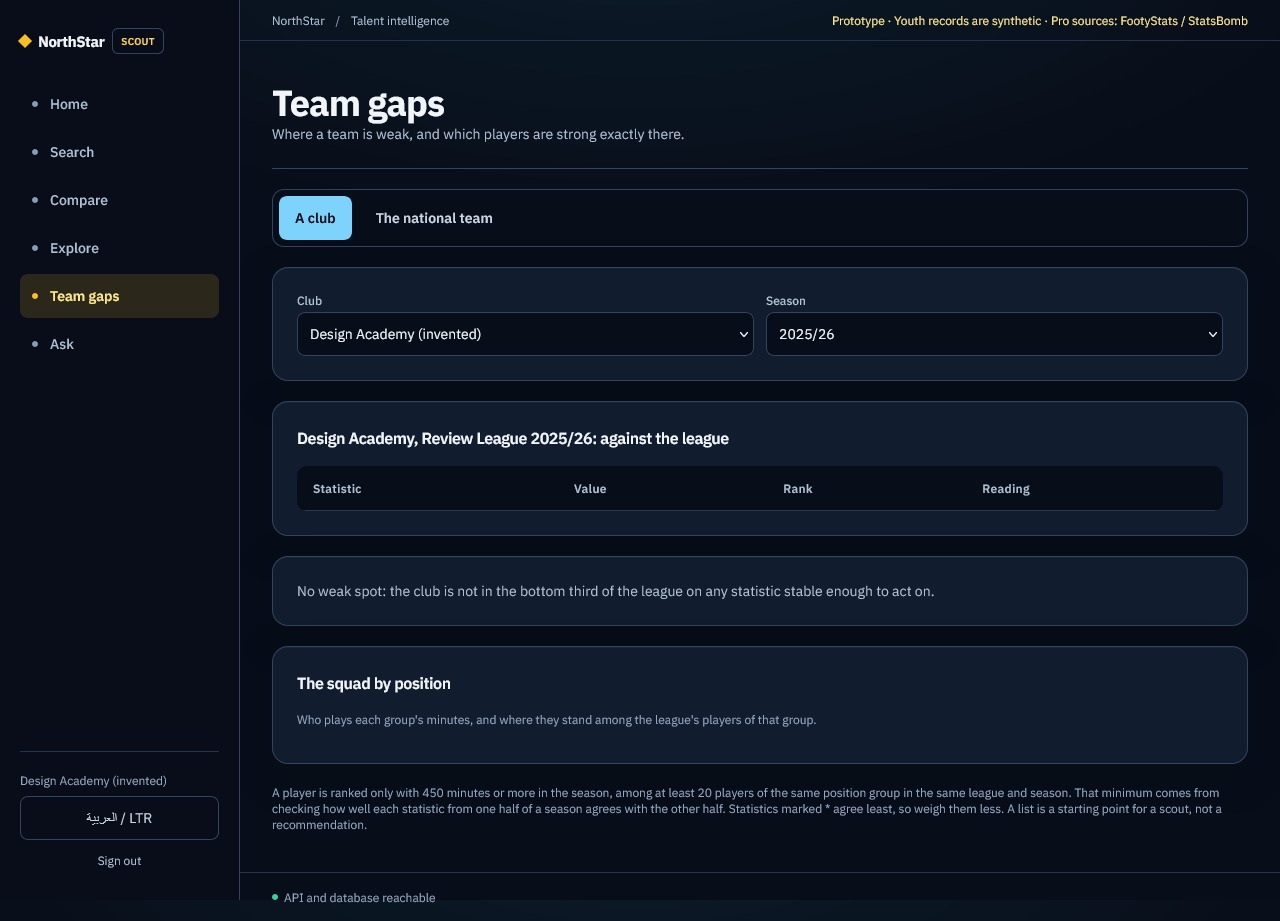 NorthStar SCOUT
Home
Search
Compare
Explore
Team gaps
Ask
Design Academy (invented)
العربية / LTR
Sign out
NorthStar / Talent intelligence
Prototype · Youth records are synthetic · Pro sources: FootyStats / StatsBomb
Team gaps
Where a team is weak, and which players are strong exactly there.
A club
The national team
Club
Season
Design Academy (invented)
2025/26
Design Academy, Review League 2025/26: against the league
Statistic Value Rank Reading
No weak spot: the club is not in the bottom third of the league on any statistic stable enough to act on.
The squad by position
Who plays each group's minutes, and where they stand among the league's players of that group.
A player is ranked only with 450 minutes or more in the season, among at least 20 players of the same position group in the same league and season. That minimum comes from
checking how well each statistic from one half of a season agrees with the other half. Statistics marked * agree least, so weigh them less. A list is a starting point for a scout, not a
recommendation.
API and database reachable